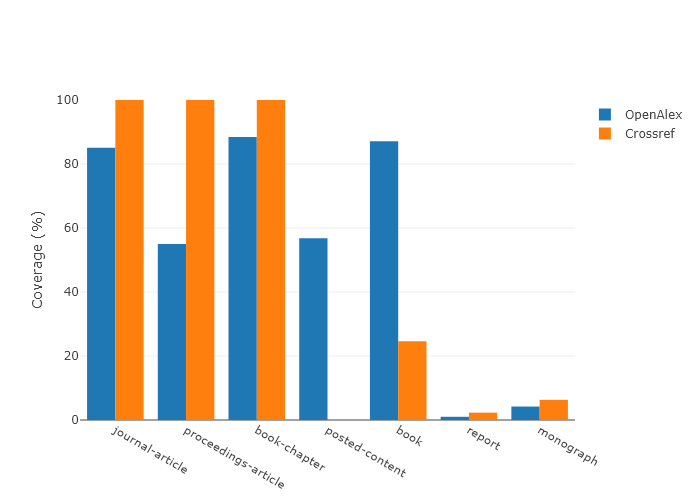 100
80
60
40
20
0
Coverage (%)
journal-article
proceedings-article
book-chapter
posted-content
book
report
monograph
OpenAlex
Crossref